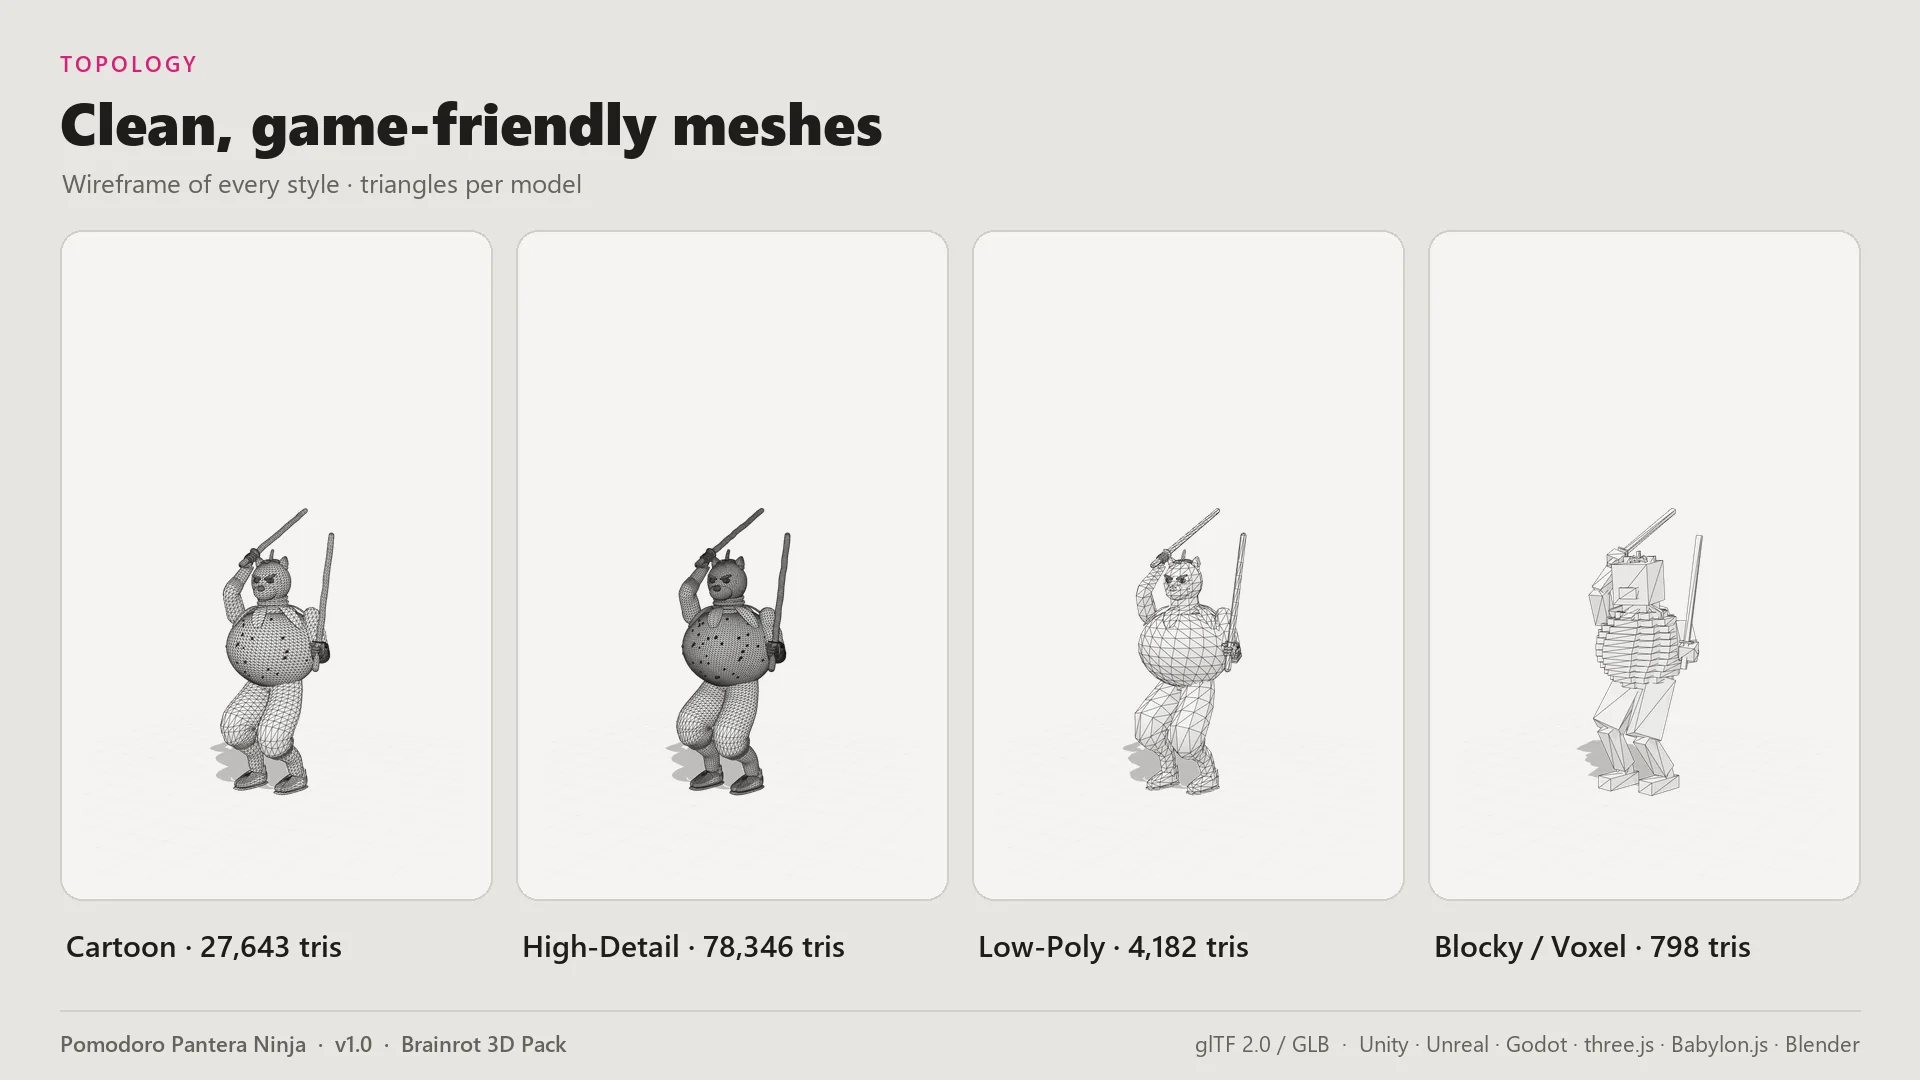 TOPOLOGY
Clean, game-friendly meshes
Wireframe of every style · triangles per model
Cartoon · 27,643 tris
High-Detail · 78,346 tris
Low-Poly · 4,182 tris
Blocky / Voxel · 798 tris
Pomodoro Pantera Ninja · v1.0 · Brainrot 3D Pack
glTF 2.0 / GLB · Unity · Unreal · Godot · three.js · Babylon.js · Blender